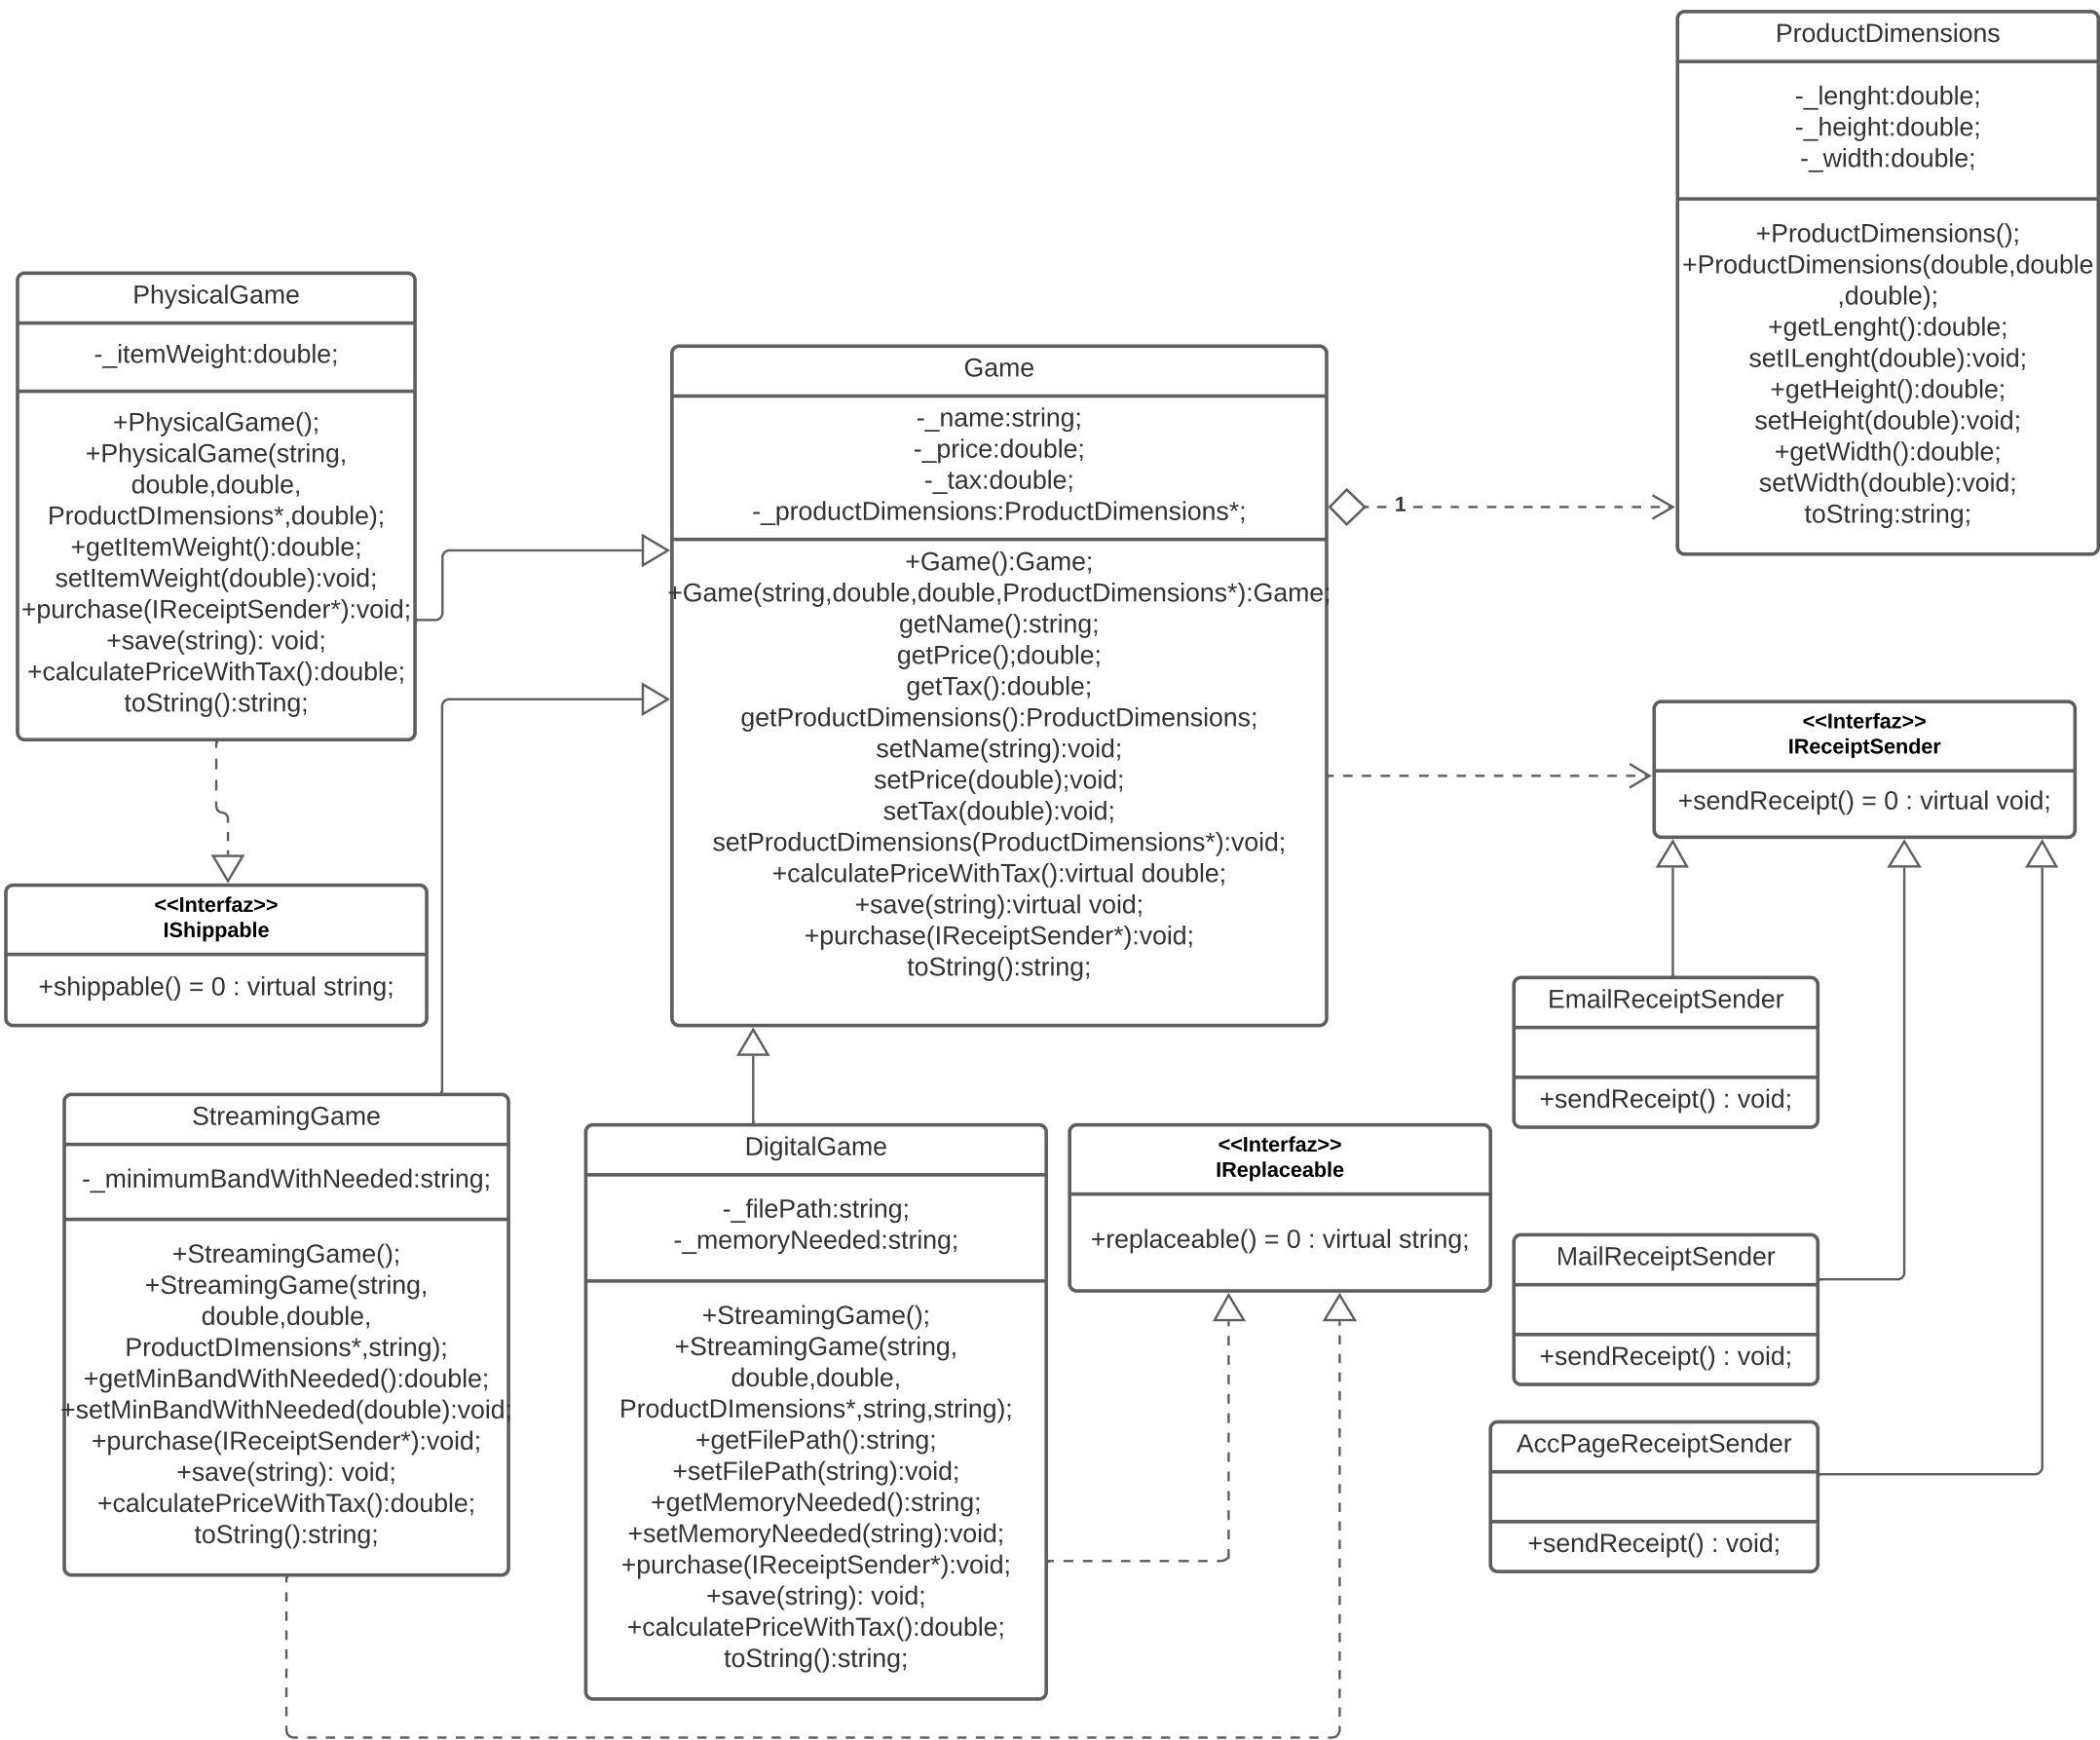 ProductDimensions
-_lenght:double;
-_height:double;
-_width:double;
+ProductDimensions();
+ProductDimensions(double,double
,double);
+getLenght():double;
setILenght(double):void;
+getHeight():double;
setHeight(double):void;
+getWidth():double;
setWidth(double):void;
toString:string;
PhysicalGame
-_itemWeight:double;
+PhysicalGame();
+PhysicalGame(string,
double,double,
ProductDImensions*,double);
+getItemWeight():double;
setItemWeight(double):void;
+purchase(IReceiptSender*):void;
+save(string): void;
+calculatePriceWithTax():double;
toString():string;
Game
-_name:string;
-_price:double;
-_tax:double;
-_productDimensions:ProductDimensions*;
+Game():Game;
+Game(string,double,double,ProductDimensions*):Game;
getName():string;
getPrice();double;
getTax():double;
getProductDimensions():ProductDimensions;
setName(string):void;
setPrice(double);void;
setTax(double):void;
setProductDimensions(ProductDimensions*):void;
+calculatePriceWithTax():virtual double;
+save(string):virtual void;
+purchase(IReceiptSender*):void;
toString():string;
1
<<Interfaz>>
IReceiptSender
+sendReceipt() = 0 : virtual void;
<<Interfaz>>
IShippable
+shippable() = 0 : virtual string;
EmailReceiptSender
+sendReceipt() : void;
StreamingGame
-_minimumBandWithNeeded:string;
+StreamingGame();
+StreamingGame(string,
double,double,
ProductDImensions*,string);
+getMinBandWithNeeded():double;
+setMinBandWithNeeded(double):void;
+purchase(IReceiptSender*):void;
+save(string): void;
+calculatePriceWithTax():double;
toString():string;
DigitalGame
-_filePath:string;
-_memoryNeeded:string;
+StreamingGame();
+StreamingGame(string,
double,double,
ProductDImensions*,string,string);
+getFilePath():string;
+setFilePath(string):void;
+getMemoryNeeded():string;
+setMemoryNeeded(string):void;
+purchase(IReceiptSender*):void;
+save(string): void;
+calculatePriceWithTax():double;
toString():string;
<<Interfaz>>
IReplaceable
+replaceable() = 0 : virtual string;
MailReceiptSender
+sendReceipt() : void;
AccPageReceiptSender
+sendReceipt() : void;